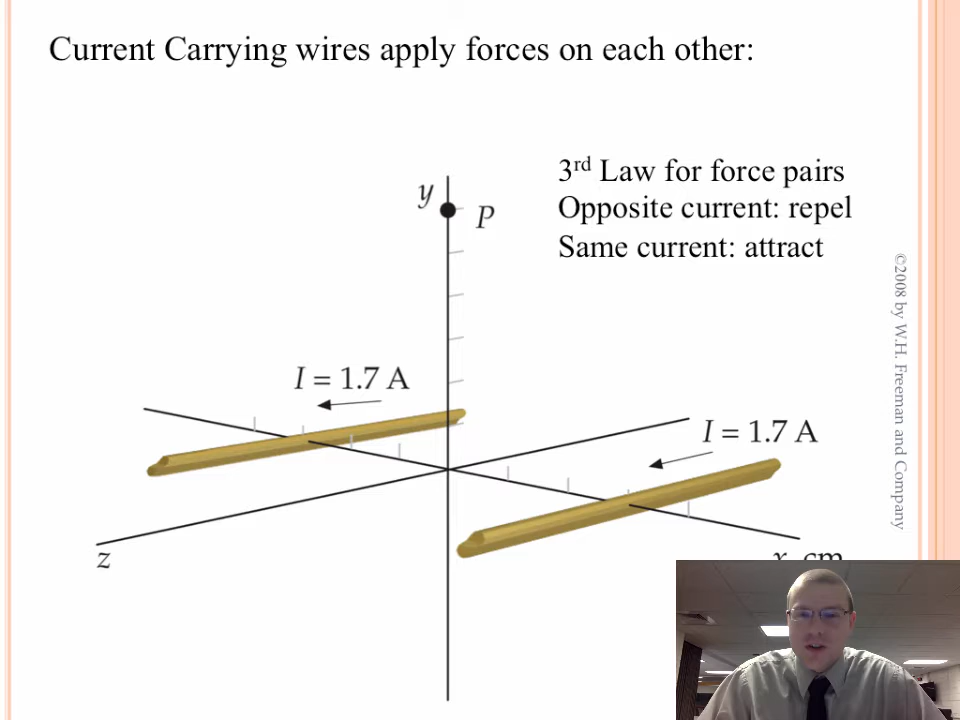 Current Carrying wires apply forces on each other:
3rd Law for force pairs
Opposite current: repel
Same current: attract
y
P
I = 1.7 A
I = 1.7 A
z
x, cm
©2008 by W.H. Freeman and Company